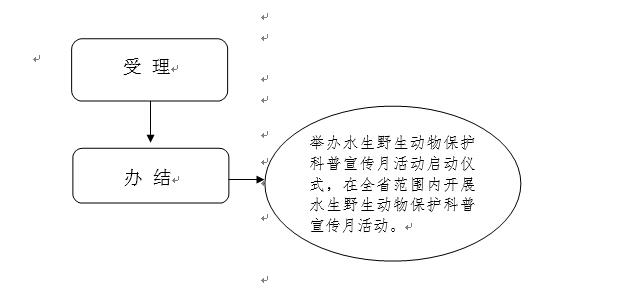 受 理
办 结
举办水生野生动物保护
科普宣传月活动启动仪
式，在全省范围内开展
水生野生动物保护科普
宣传月活动。